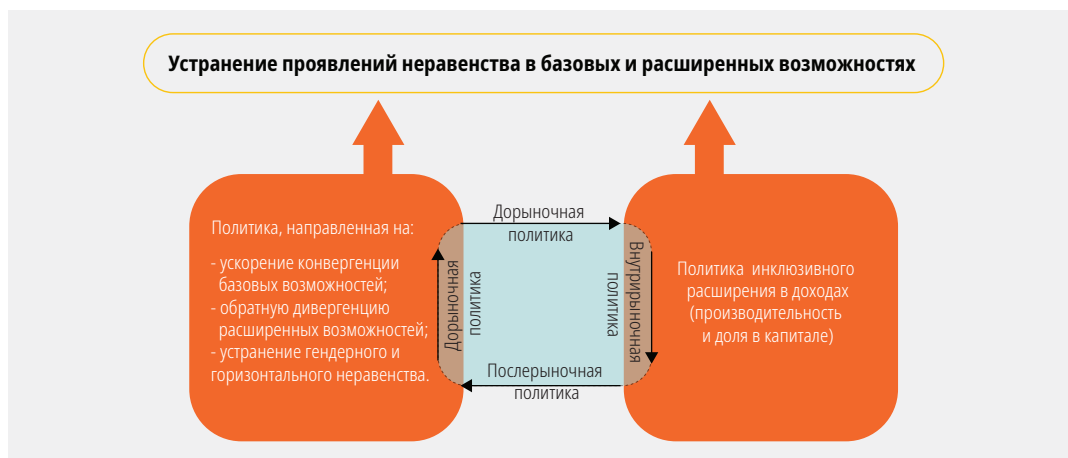 Устранение проявлений неравенства в базовых и расширенных возможностях
Политика, направленная на:
- ускорение конвергенции
базовых возможностей;
- обратную дивергенцию
расширенных возможностей;
- устранение гендерного и
горизонтального неравенства.
Дорыночная
политика
Дорыночная
политика
Внутрирыночная
политика
Послерыночная
политика
Политика инклюзивного
расширения в доходах
(производительность
и доля в капитале)